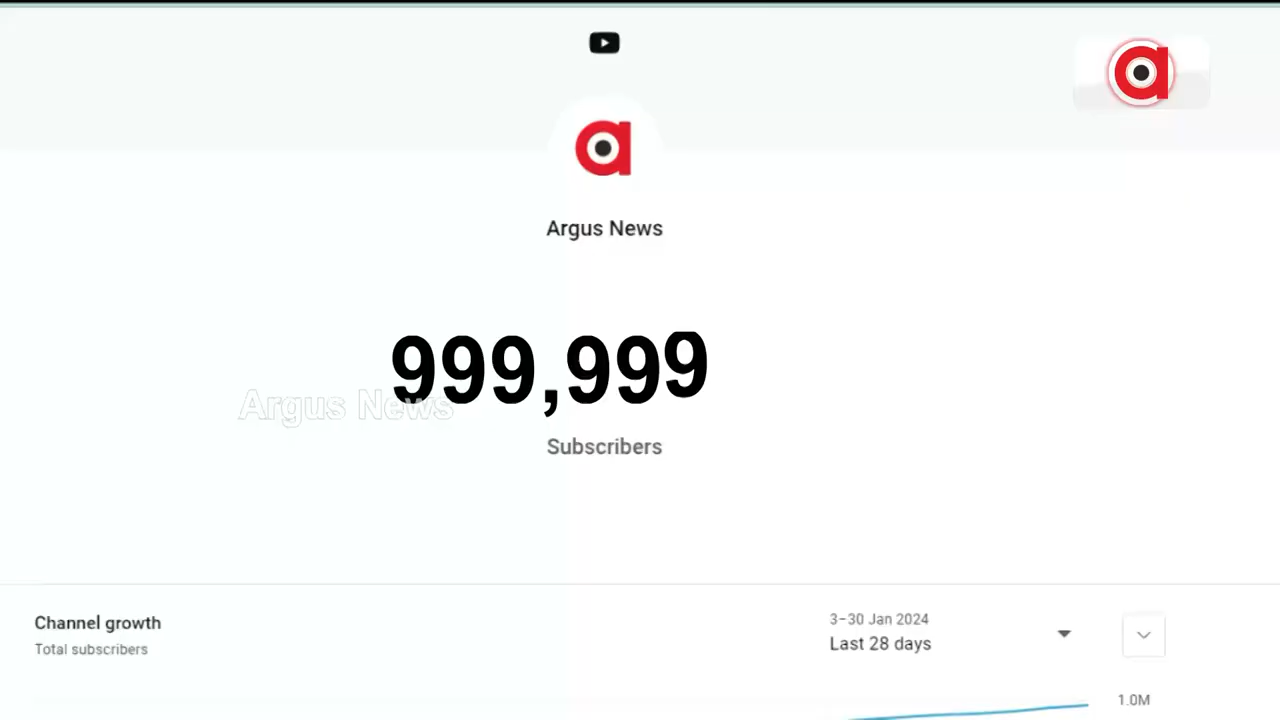 Argus News
999,999
Argus News
Subscribers
Channel growth
Total subscribers
3–30 Jan 2024
Last 28 days
1.0M